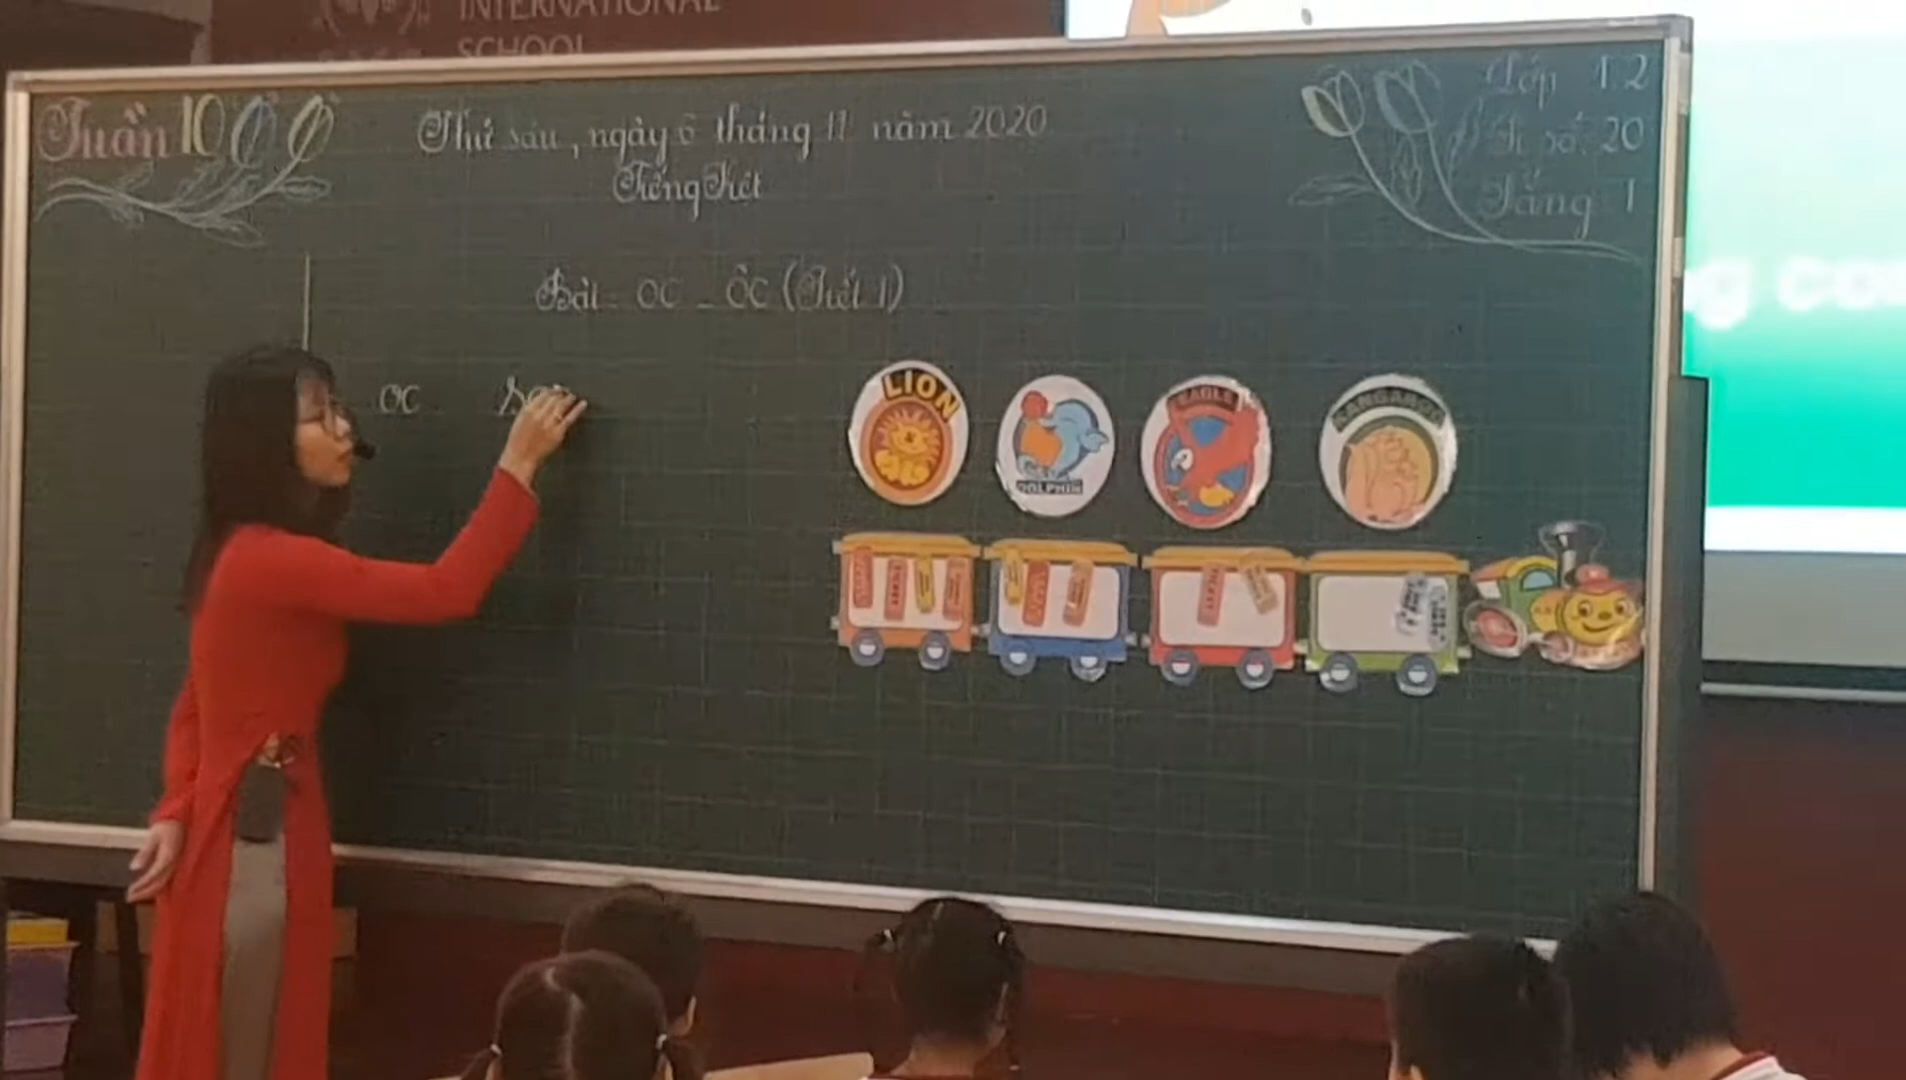 INTERNATIONAL
SCHOOL
Tuần 10
Thứ sáu, ngày 6 tháng 11 năm 2020
Tiếng Việt
Bài: oc - ôc (Tiết 1)
Lớp 1.2
Sĩ số: 20
Vắng: 1
oc
LION
DOLPHIN
EAGLE
KANGAROO